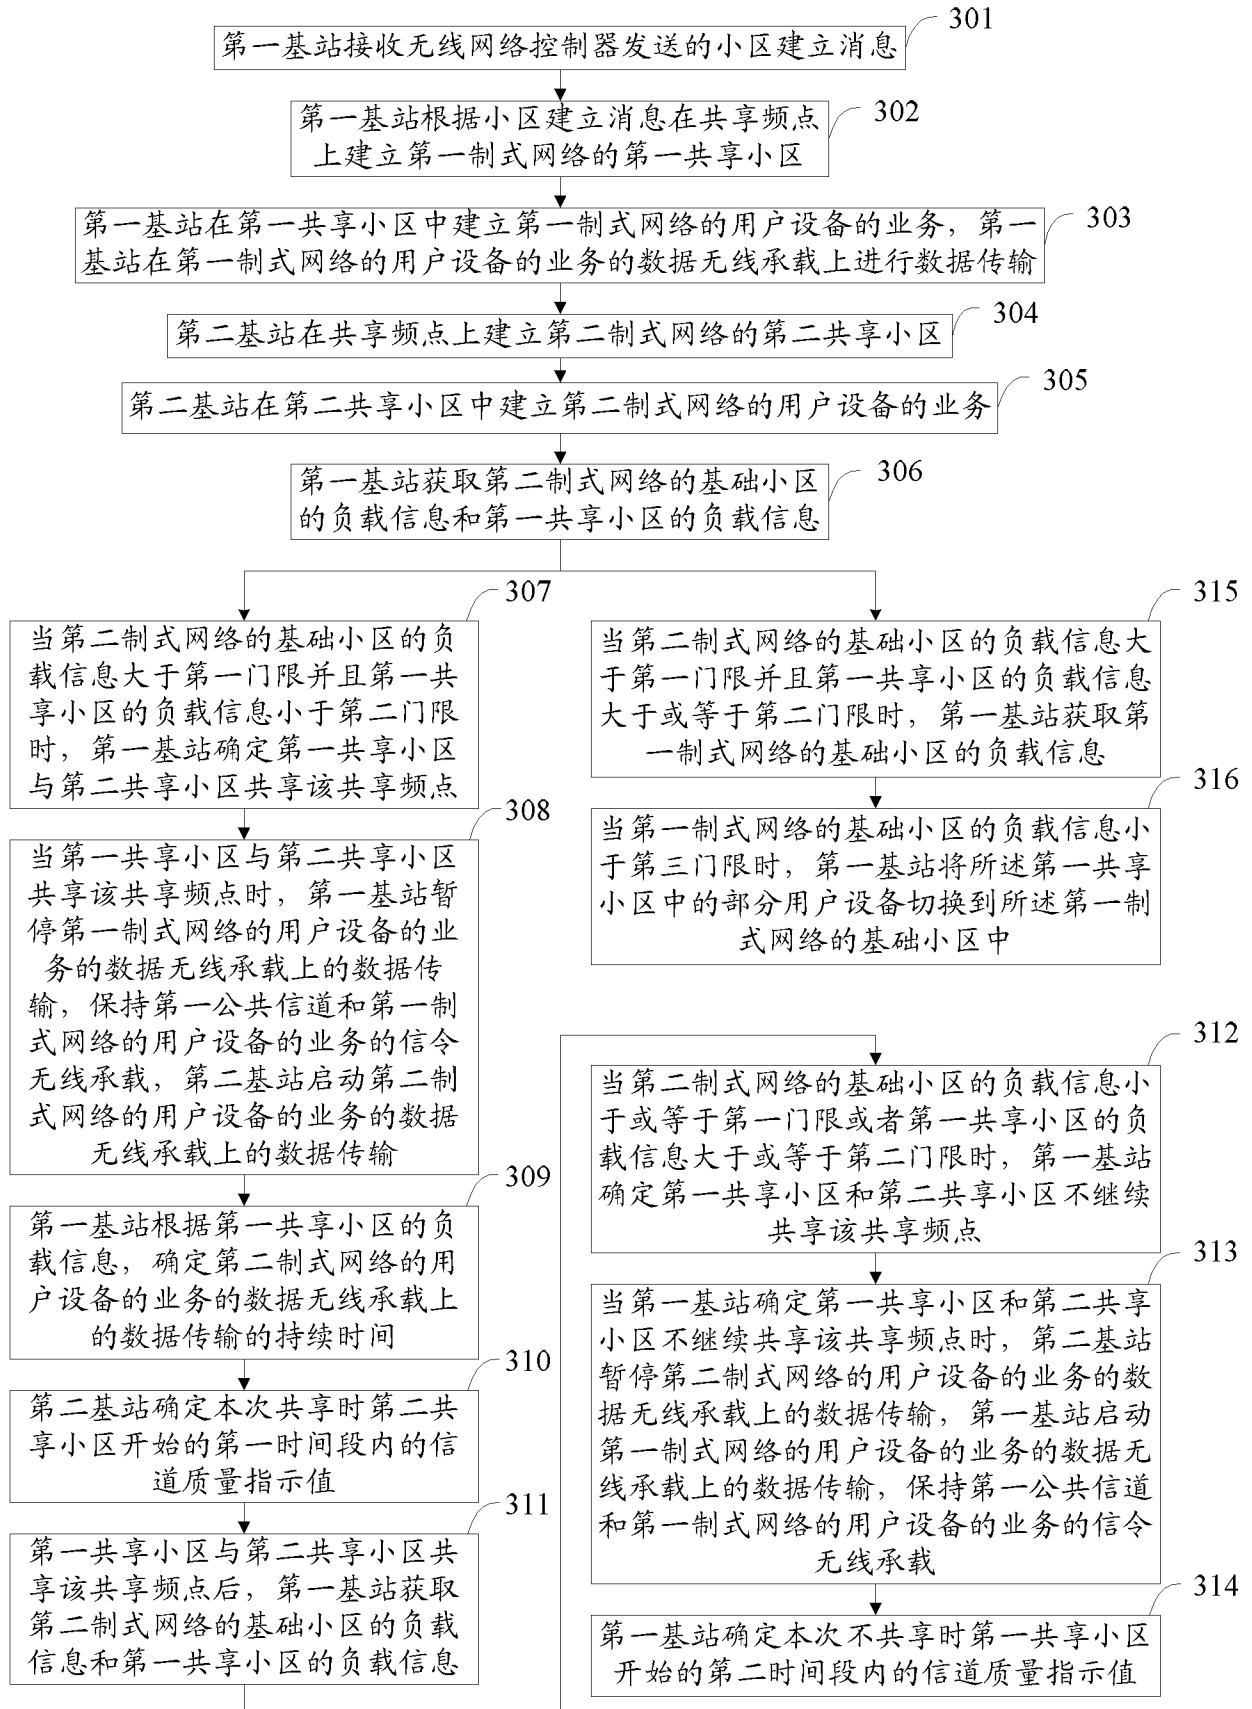 301
第一基站接收无线网络控制器发送的小区建立消息
302
第一基站根据小区建立消息在共享频点
上建立第一制式网络的第一共享小区
303
第一基站在第一共享小区中建立第一制式网络的用户设备的业务，第一
基站在第一制式网络的用户设备的业务的数据无线承载上进行数据传输
304
第二基站在共享频点上建立第二制式网络的第二共享小区
305
第二基站在第二共享小区中建立第二制式网络的用户设备的业务
306
第一基站获取第二制式网络的基础小区
的负载信息和第一共享小区的负载信息
307
当第二制式网络的基础小区的负
载信息大于第一门限并且第一共
享小区的负载信息小于第二门限
时，第一基站确定第一共享小区
与第二共享小区共享该共享频点
308
当第一共享小区与第二共享小区
共享该共享频点时，第一基站暂
停第一制式网络的用户设备的业
务的数据无线承载上的数据传
输，保持第一公共信道和第一制
式网络的用户设备的业务的信令
无线承载，第二基站启动第二制
式网络的用户设备的业务的数据
无线承载上的数据传输
309
第一基站根据第一共享小区的负
载信息，确定第二制式网络的用
户设备的业务的数据无线承载上
的数据传输的持续时间
310
第二基站确定本次共享时第二共
享小区开始的第一时间段内的信
道质量指示值
311
第一共享小区与第二共享小区共
享该共享频点后，第一基站获取
第二制式网络的基础小区的负载
信息和第一共享小区的负载信息
315
当第二制式网络的基础小区的负载信息大
于第一门限并且第一共享小区的负载信息
大于或等于第二门限时，第一基站获取第
一制式网络的基础小区的负载信息
316
当第一制式网络的基础小区的负载信息小
于第三门限时，第一基站将所述第一共享
小区中的部分用户设备切换到所述第一制
式网络的基础小区中
312
当第二制式网络的基础小区的负载信息小
于或等于第一门限或者第一共享小区的负
载信息大于或等于第二门限时，第一基站
确定第一共享小区和第二共享小区不继续
共享该共享频点
313
当第一基站确定第一共享小区和第二共享
小区不继续共享该共享频点时，第二基站
暂停第二制式网络的用户设备的业务的数
据无线承载上的数据传输，第一基站启动
第一制式网络的用户设备的业务的数据无
线承载上的数据传输，保持第一公共信道
和第一制式网络的用户设备的业务的信令
无线承载
314
第一基站确定本次不共享时第一共享小区
开始的第二时间段内的信道质量指示值